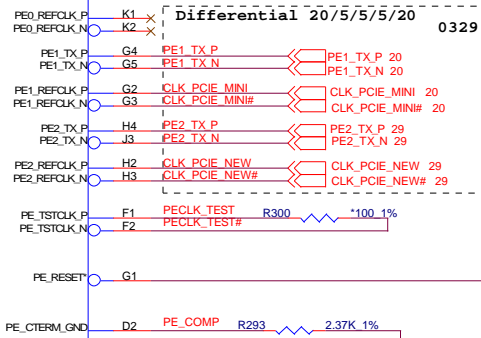 Differential 20/5/5/5/20
0329
PE0_REFCLK_P K1
PE0_REFCLK_N K2
PE1_TX_P G4 PE1_TX_P PE1_TX_P 20
PE1_TX_N G5 PE1_TX_N PE1_TX_N 20
PE1_REFCLK_P G2 CLK_PCIE_MINI CLK_PCIE_MINI 20
PE1_REFCLK_N G3 CLK_PCIE_MINI# CLK_PCIE_MINI# 20
PE2_TX_P H4 PE2_TX_P PE2_TX_P 29
PE2_TX_N J3 PE2_TX_N PE2_TX_N 29
PE2_REFCLK_P H2 CLK_PCIE_NEW CLK_PCIE_NEW 29
PE2_REFCLK_N H3 CLK_PCIE_NEW# CLK_PCIE_NEW# 29
PE_TSTCLK_P F1 PECLK_TEST R300 *100_1%
PE_TSTCLK_N F2 PECLK_TEST#
PE_RESET* G1
PE_CTERM_GND D2 PE_COMP R293 2.37K_1%